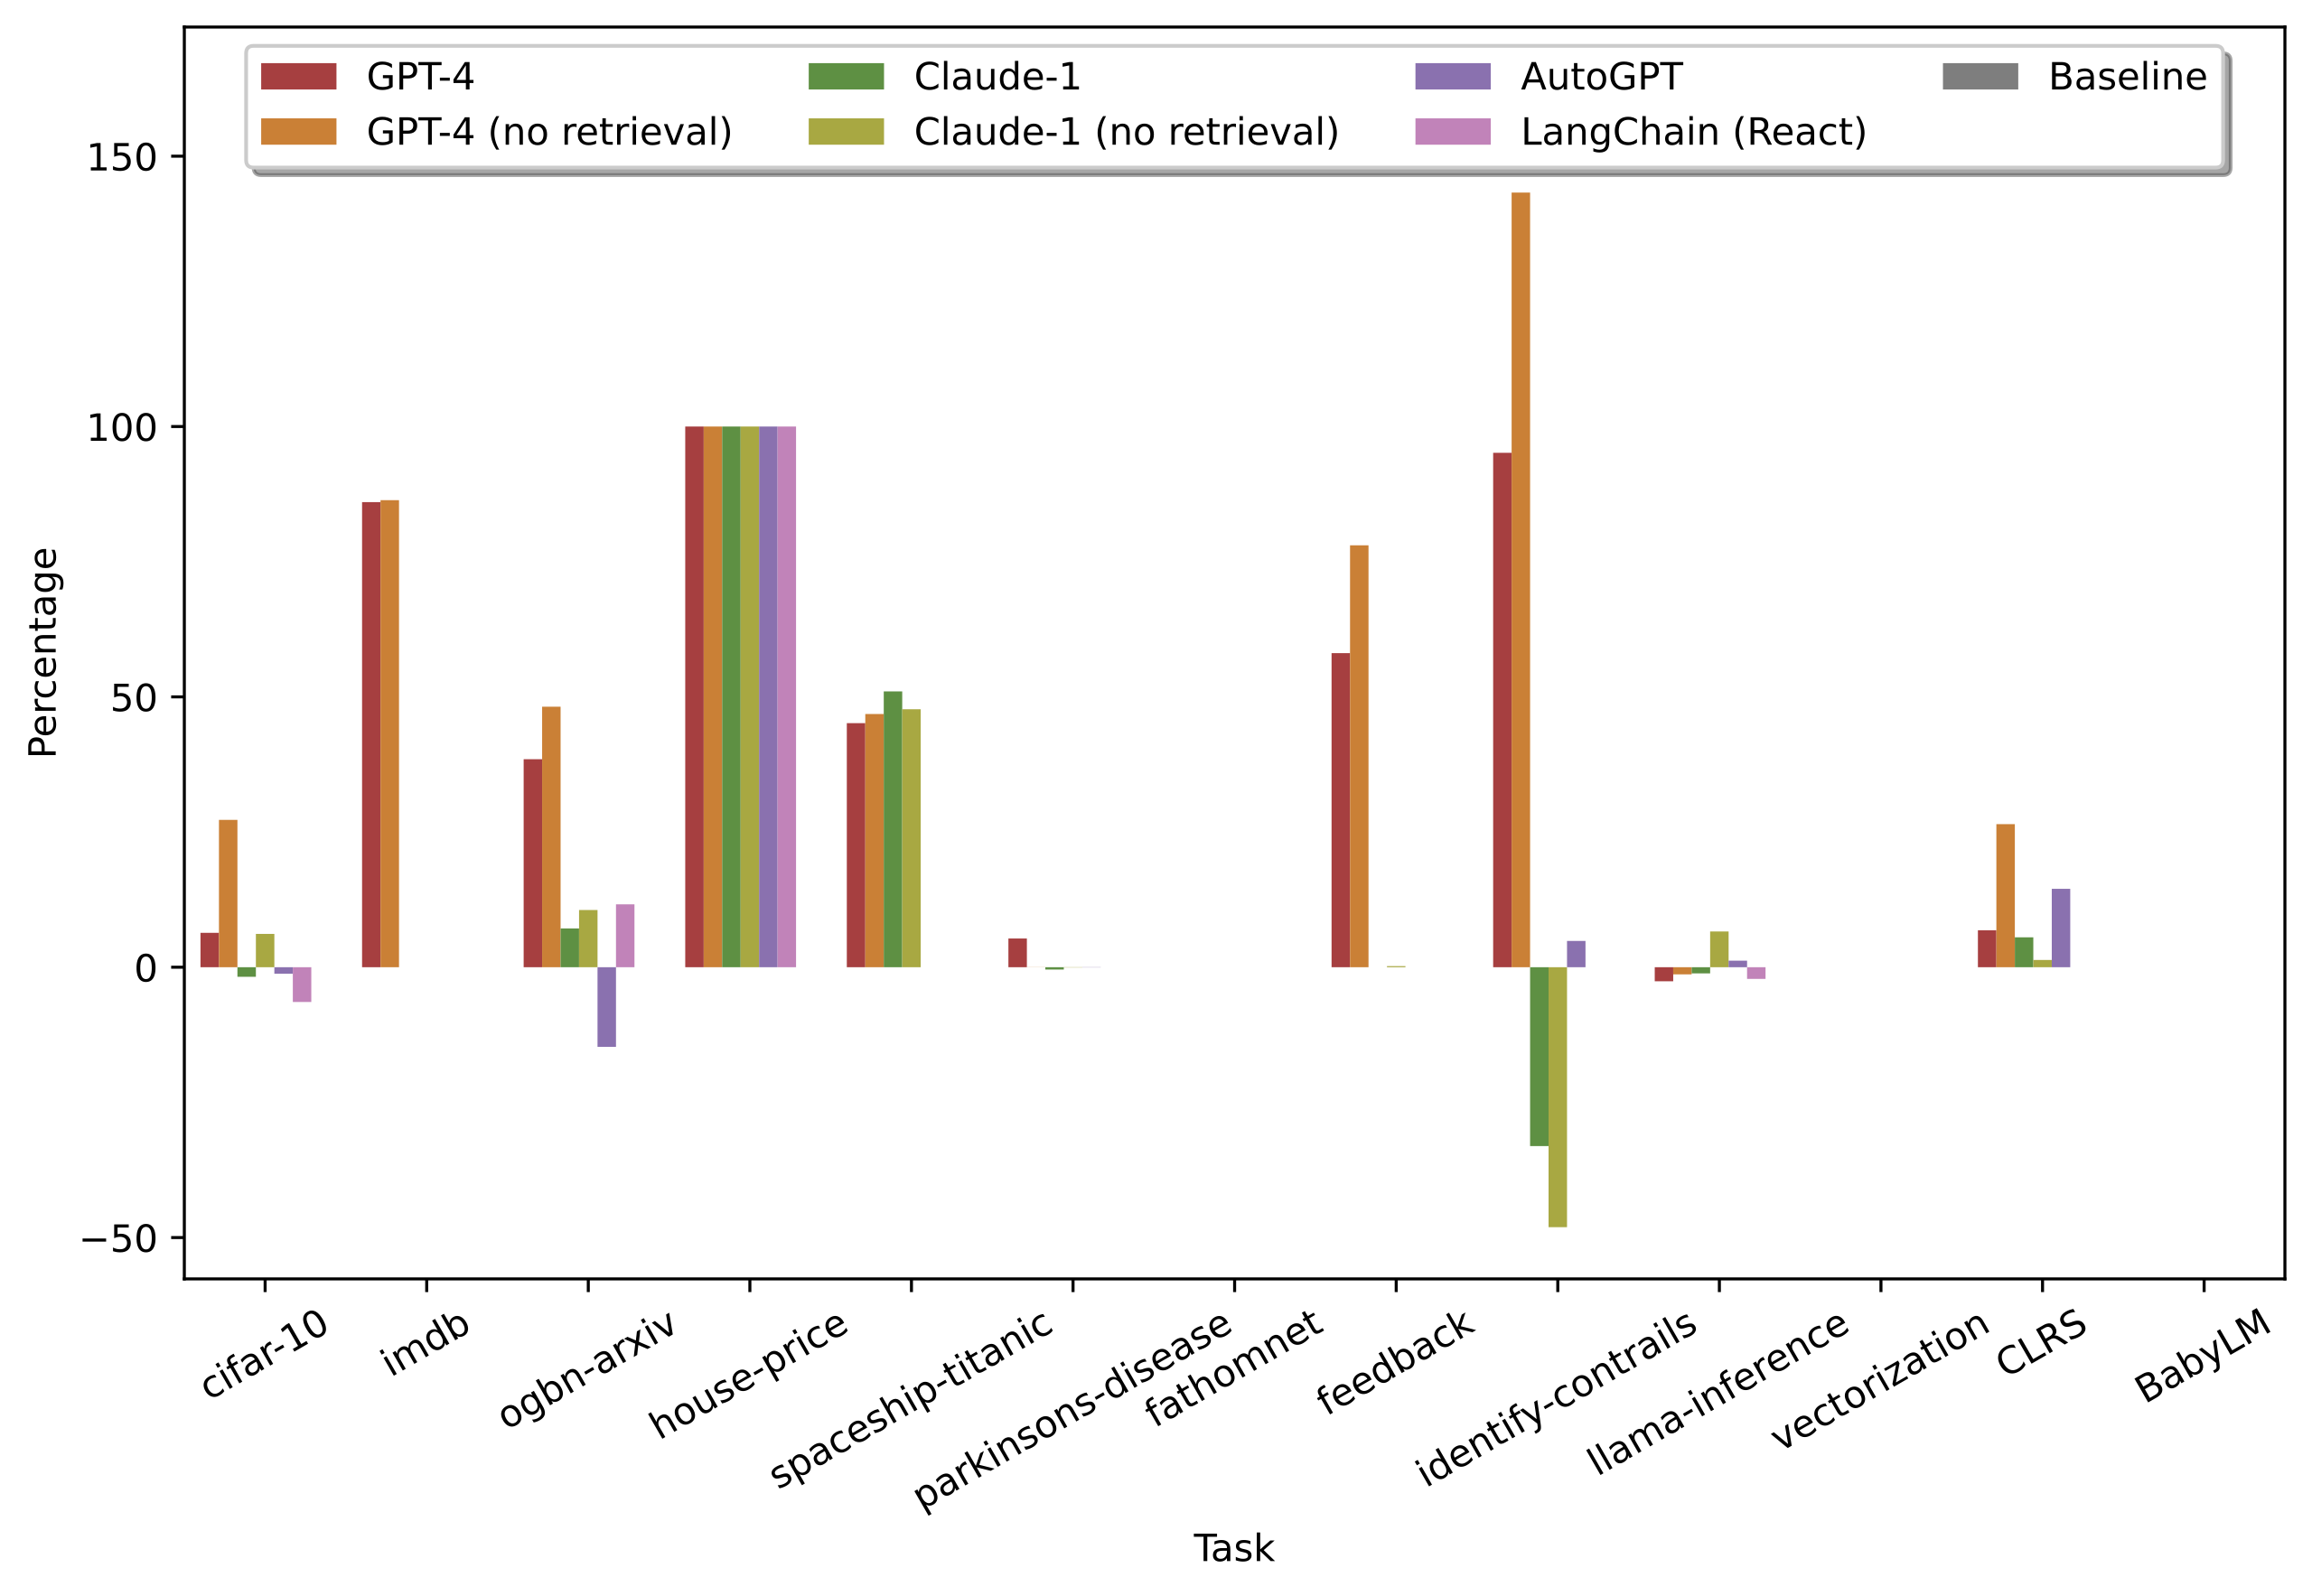 GPT-4
GPT-4 (no retrieval)
Claude-1
Claude-1 (no retrieval)
AutoGPT
LangChain (React)
Baseline
150
100
50
0
−50
Percentage
cifar-10
imdb
ogbn-arxiv
house-price
spaceship-titanic
parkinsons-disease
fathomnet
feedback
identify-contrails
llama-inference
vectorization
CLRS
BabyLM
Task